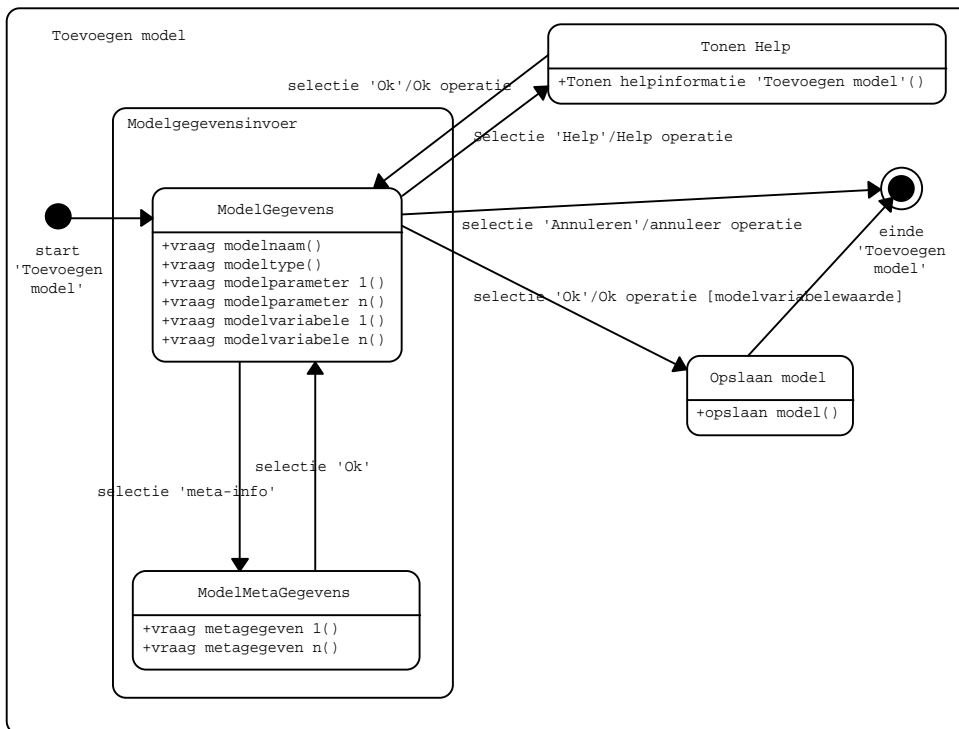 Toevoegen model
Tonen Help
+Tonen helpinformatie 'Toevoegen model'()
selectie 'Ok'/Ok operatie
Modelgegevensinvoer
Selectie 'Help'/Help operatie
ModelGegevens
+vraag modelnaam()
+vraag modeltype()
+vraag modelparameter 1()
+vraag modelparameter n()
+vraag modelvariabele 1()
+vraag modelvariabele n()
start
'Toevoegen
model'
selectie 'Annuleren'/annuleer operatie
einde
'Toevoegen
model'
selectie 'Ok'/Ok operatie [modelvariabelewaarde]
Opslaan model
+opslaan model()
selectie 'Ok'
selectie 'meta-info'
ModelMetaGegevens
+vraag metagegeven 1()
+vraag metagegeven n()